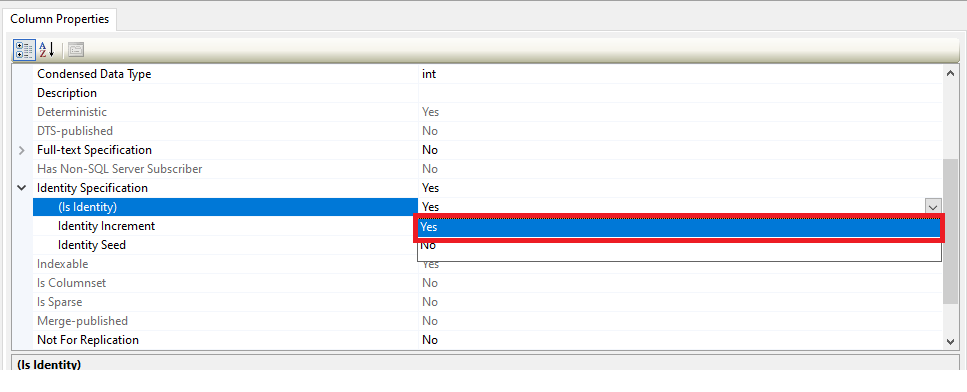 Column Properties
A Z
Condensed Data Type int
Description
Deterministic Yes
DTS-published No
Full-text Specification No
Has Non-SQL Server Subscriber No
Identity Specification Yes
(Is Identity) Yes
Identity Increment Yes
Identity Seed No
Indexable Yes
Is Columnset No
Is Sparse No
Merge-published No
Not For Replication No
(Is Identity)